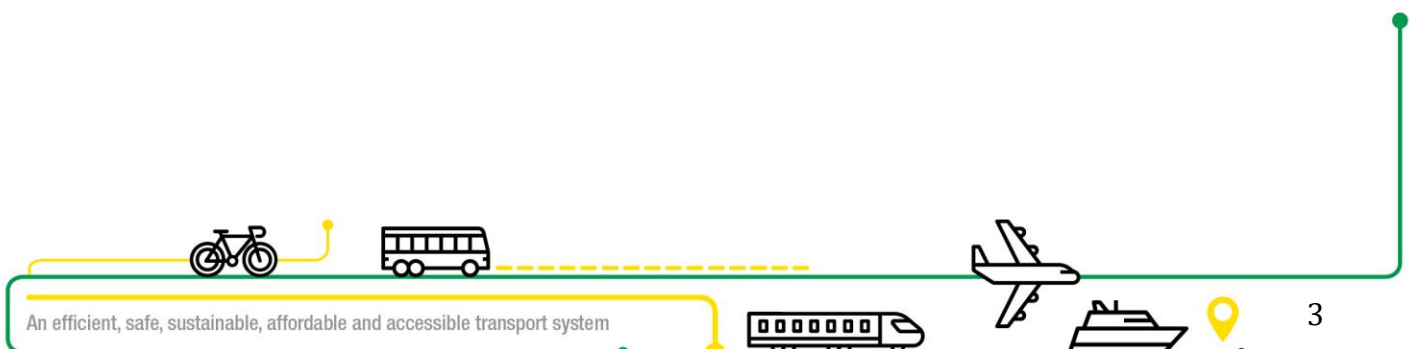 An efficient, safe, sustainable, affordable and accessible transport system
3